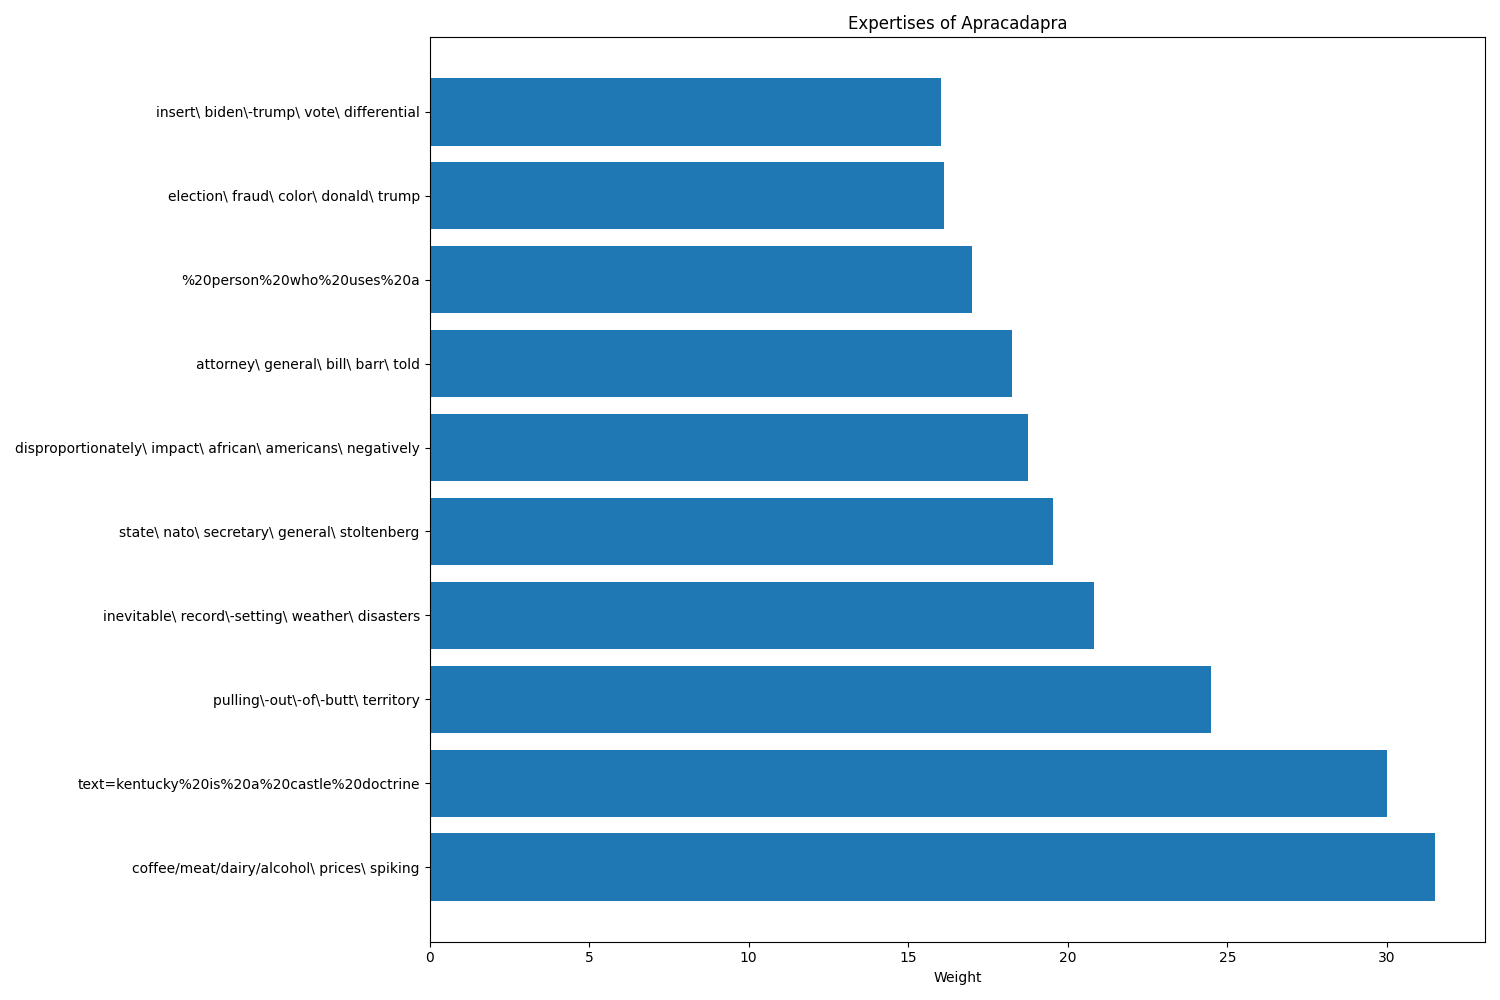 Expertises of Apracadapra
insert\ biden\-trump\ vote\ differential
election\ fraud\ color\ donald\ trump
%20person%20who%20uses%20a
attorney\ general\ bill\ barr\ told
disproportionately\ impact\ african\ americans\ negatively
state\ nato\ secretary\ general\ stoltenberg
inevitable\ record\-setting\ weather\ disasters
pulling\-out\-of\-butt\ territory
text=kentucky%20is%20a%20castle%20doctrine
coffee/meat/dairy/alcohol\ prices\ spiking
0 5 10 15 20 25 30
Weight